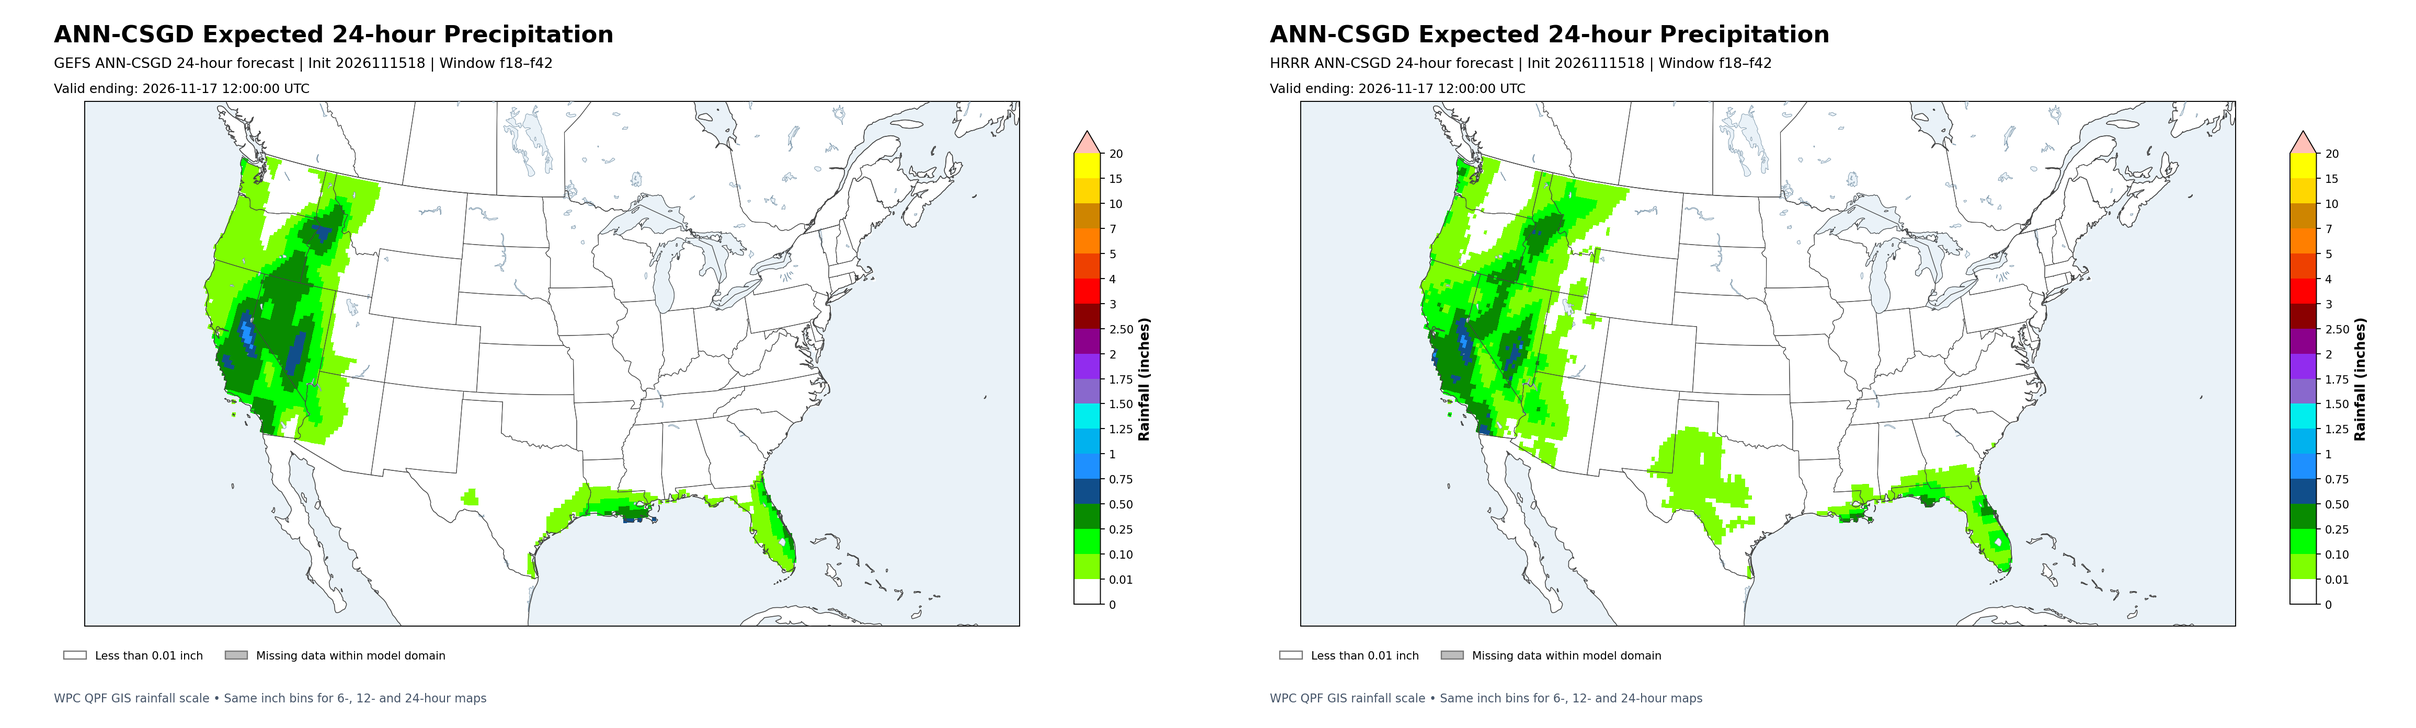 ANN-CSGD Expected 24-hour Precipitation
GEFS ANN-CSGD 24-hour forecast | Init 2026111518 | Window f18–f42
Valid ending: 2026-11-17 12:00:00 UTC
20
15
10
7
5
4
3
2.50
2
1.75
1.50
1.25
1
0.75
0.50
0.25
0.10
0.01
0
Rainfall (inches)
Less than 0.01 inch
Missing data within model domain
WPC QPF GIS rainfall scale • Same inch bins for 6-, 12- and 24-hour maps
ANN-CSGD Expected 24-hour Precipitation
HRRR ANN-CSGD 24-hour forecast | Init 2026111518 | Window f18–f42
Valid ending: 2026-11-17 12:00:00 UTC
20
15
10
7
5
4
3
2.50
2
1.75
1.50
1.25
1
0.75
0.50
0.25
0.10
0.01
0
Rainfall (inches)
Less than 0.01 inch
Missing data within model domain
WPC QPF GIS rainfall scale • Same inch bins for 6-, 12- and 24-hour maps